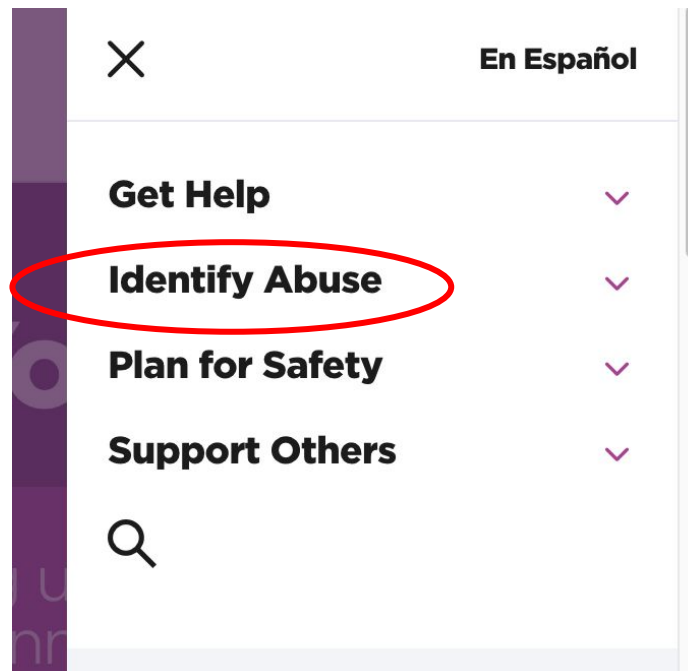 En Español
Get Help
Identify Abuse
Plan for Safety
Support Others